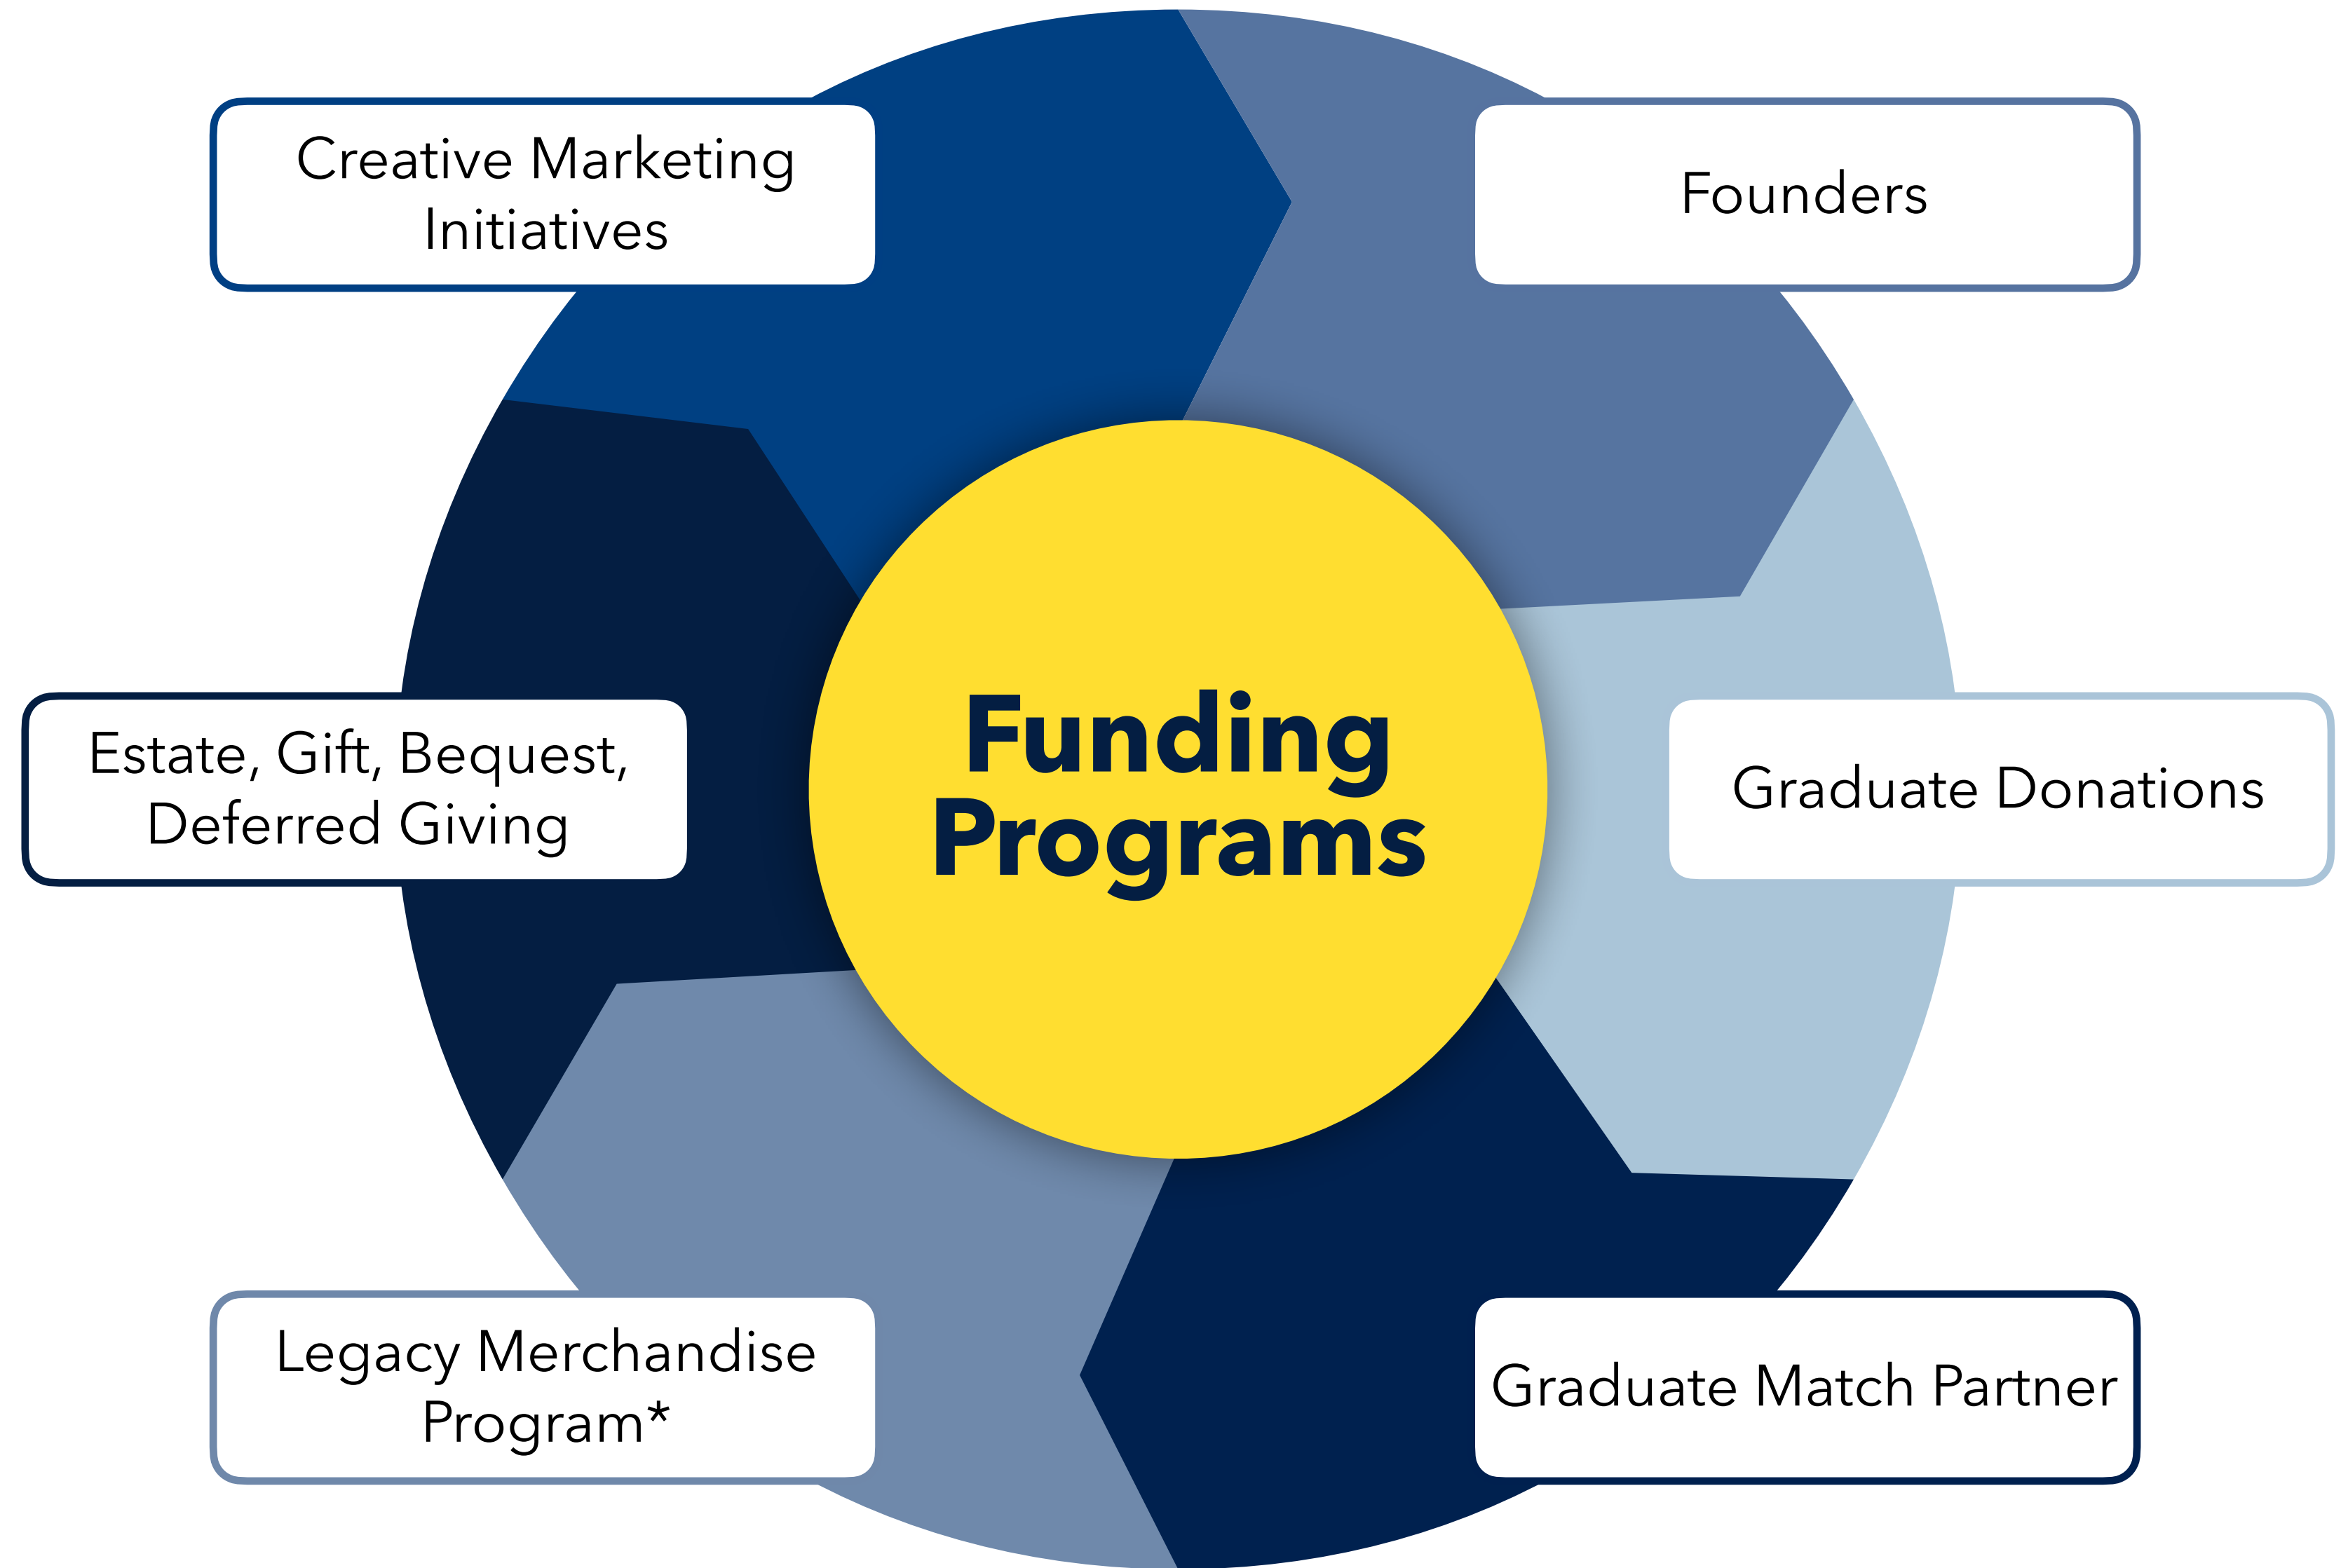 Creative Marketing
Initiatives
Founders
Estate, Gift, Bequest,
Deferred Giving
Funding
Programs
Graduate Donations
Legacy Merchandise
Program*
Graduate Match Partner